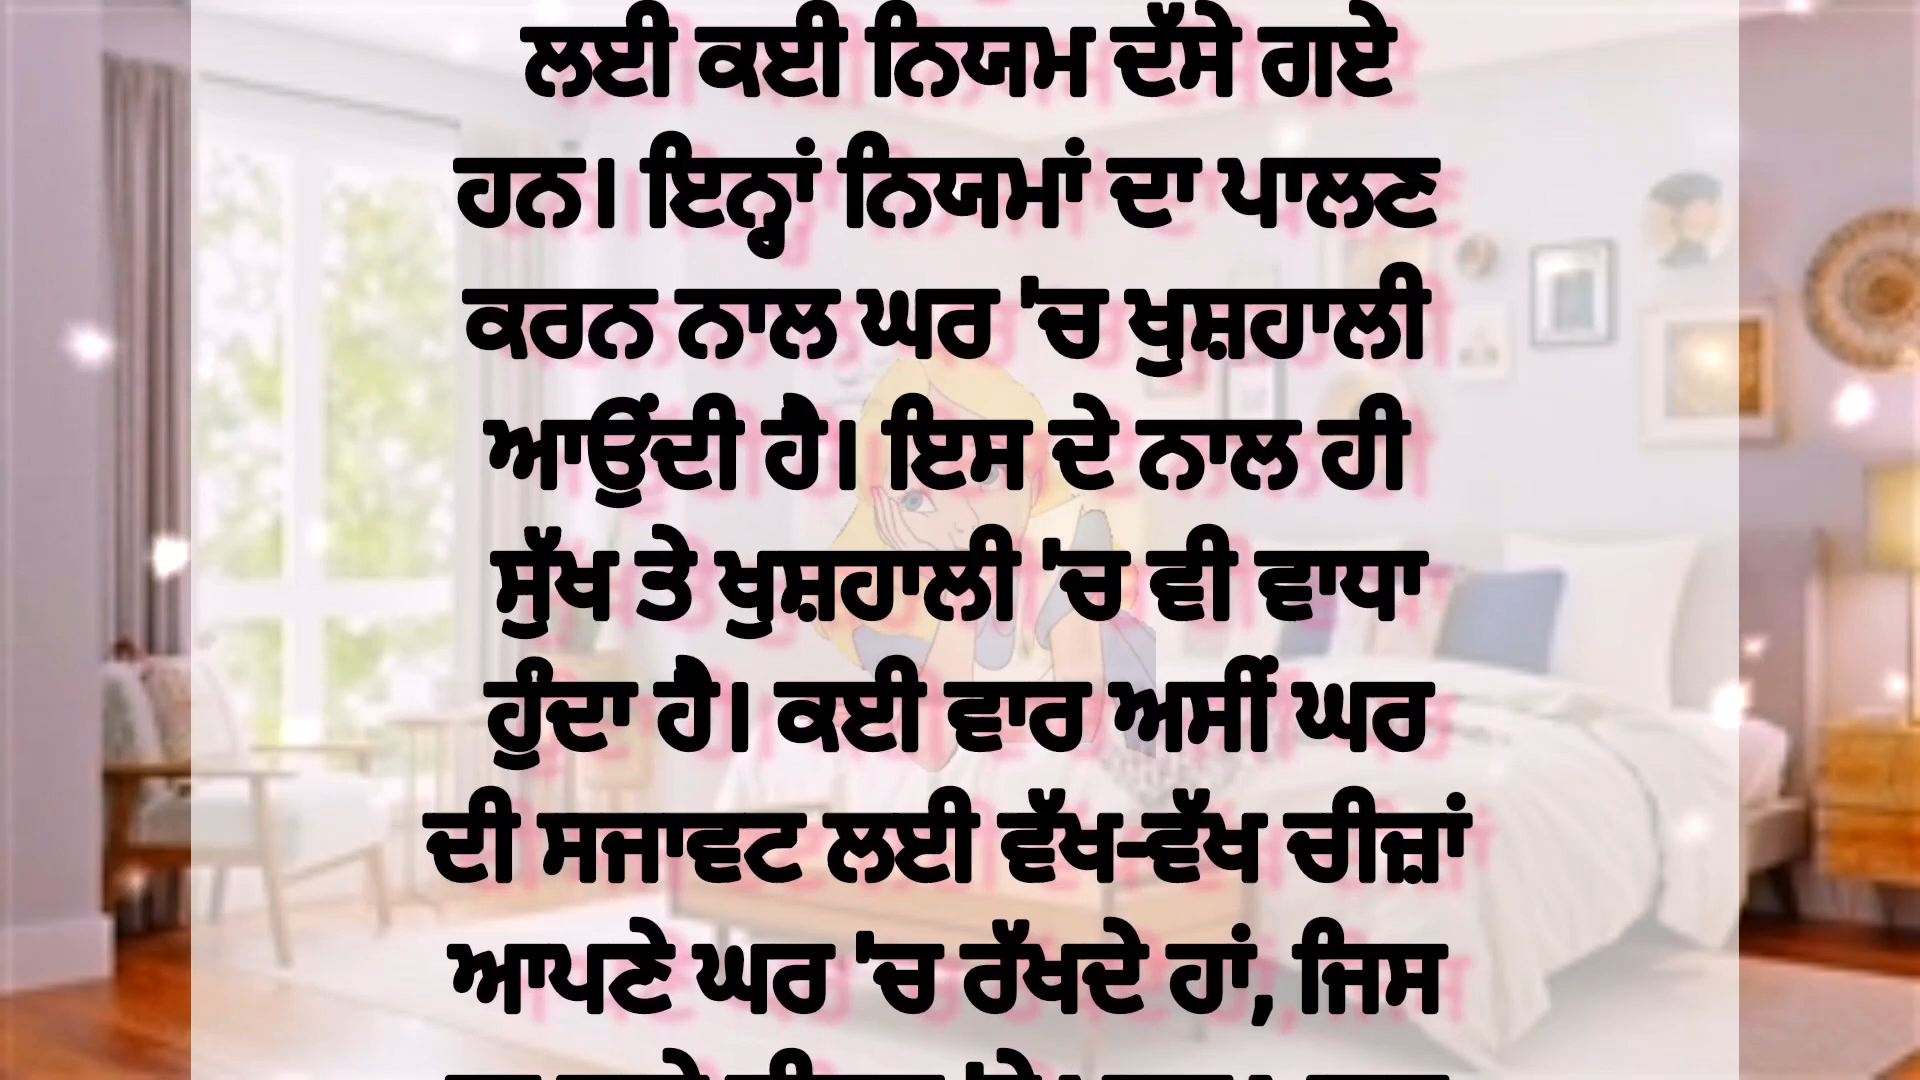 ਲਈ ਕਈ ਨਿਯਮ ਦੱਸੇ ਗਏ
ਹਨ। ਇਨ੍ਹਾਂ ਨਿਯਮਾਂ ਦਾ ਪਾਲਣ
ਕਰਨ ਨਾਲ ਘਰ 'ਚ ਖੁਸ਼ਹਾਲੀ
ਆਉਂਦੀ ਹੈ। ਇਸ ਦੇ ਨਾਲ ਹੀ
ਸੁੱਖ ਤੇ ਖੁਸ਼ਹਾਲੀ 'ਚ ਵੀ ਵਾਧਾ
ਹੁੰਦਾ ਹੈ। ਕਈ ਵਾਰ ਅਸੀਂ ਘਰ
ਦੀ ਸਜਾਵਟ ਲਈ ਵੱਖ-ਵੱਖ ਚੀਜ਼ਾਂ
ਆਪਣੇ ਘਰ 'ਚ ਰੱਖਦੇ ਹਾਂ, ਜਿਸ